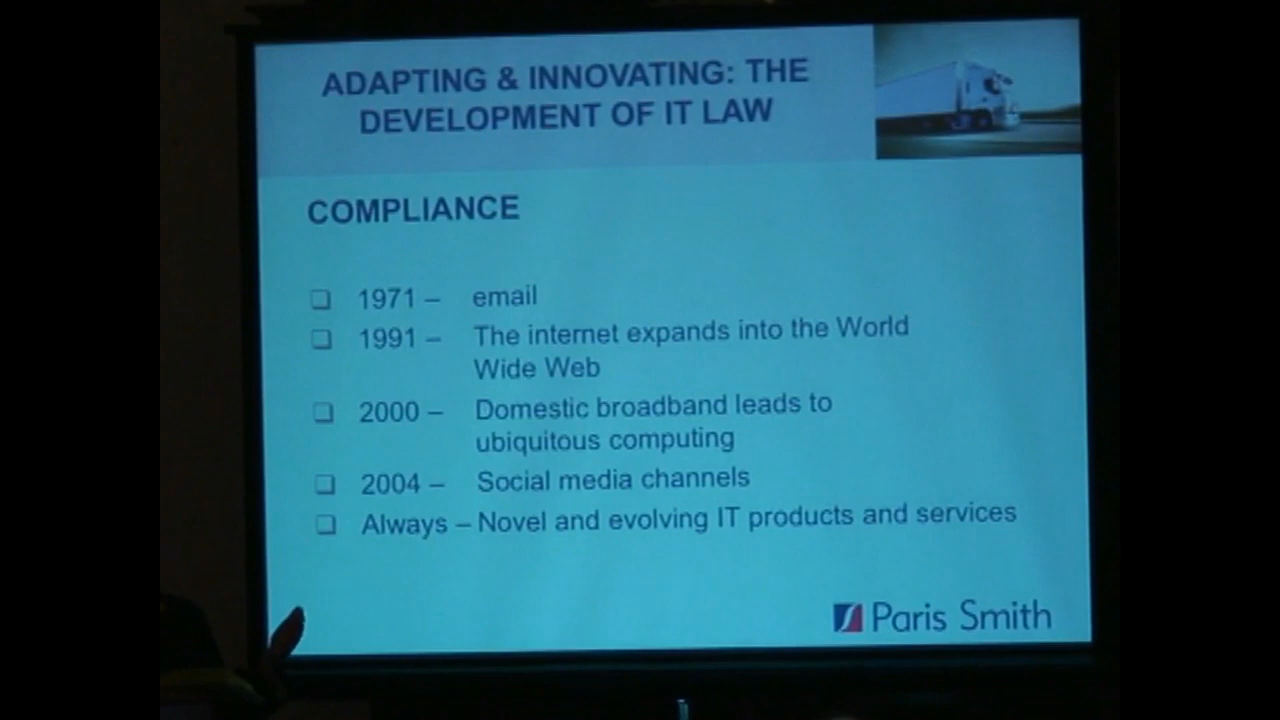 ADAPTING & INNOVATING: THE
DEVELOPMENT OF IT LAW
COMPLIANCE
❑ 1971 – email
❑ 1991 – The internet expands into the World
Wide Web
❑ 2000 – Domestic broadband leads to
ubiquitous computing
❑ 2004 – Social media channels
❑ Always – Novel and evolving IT products and services
Paris Smith